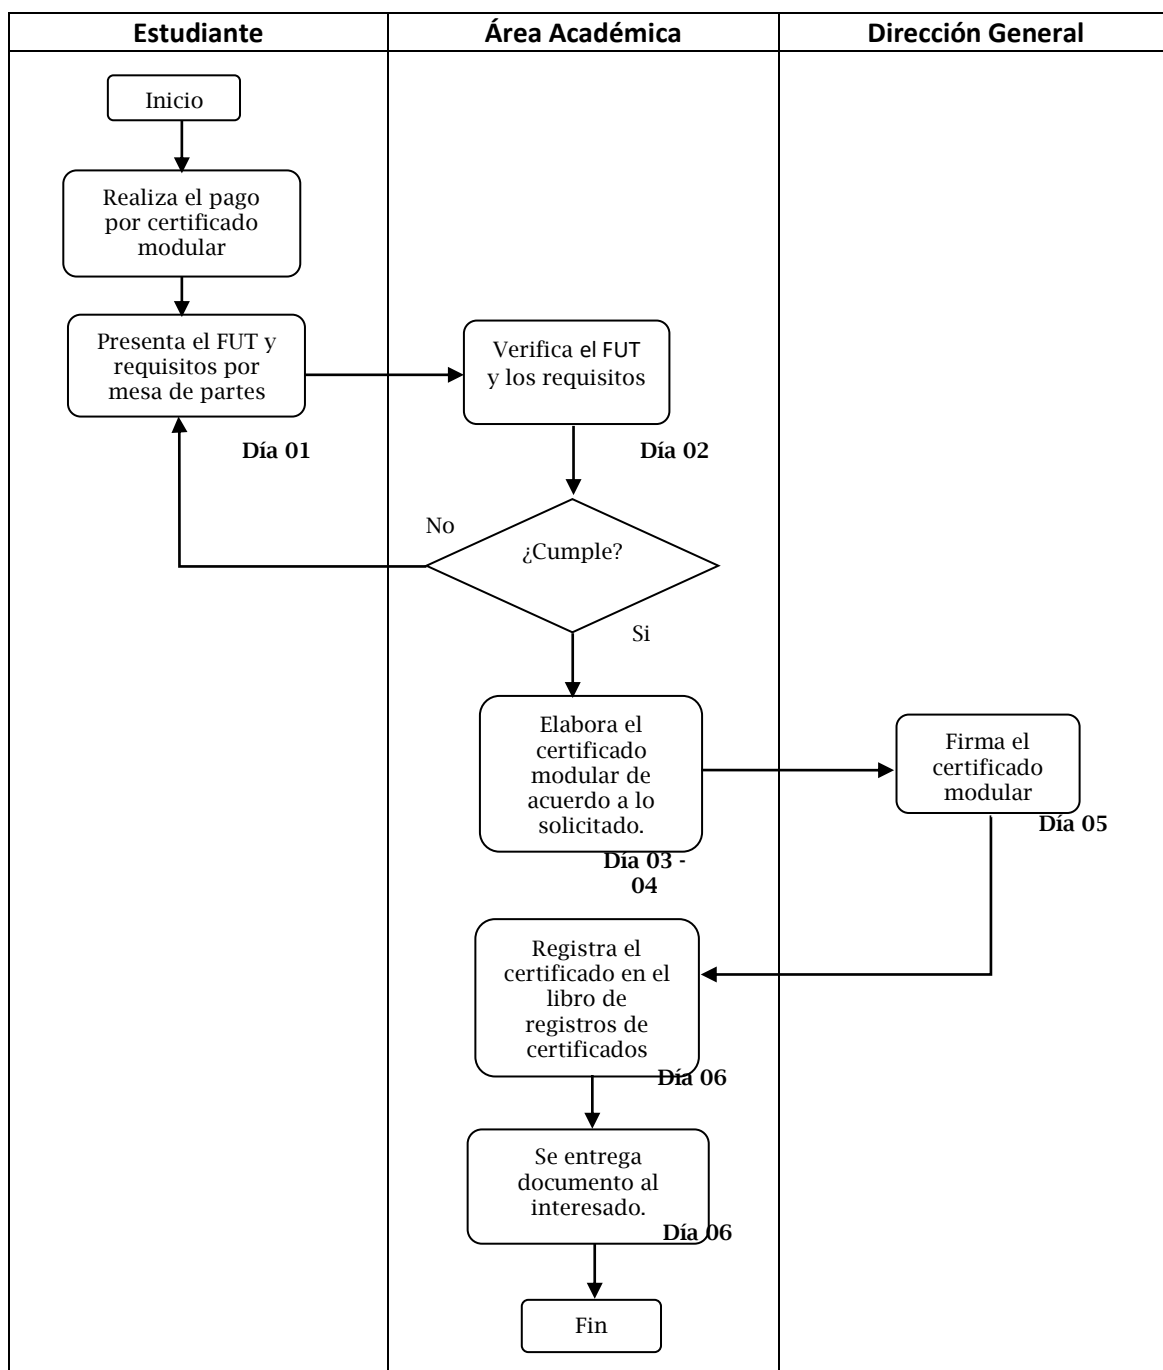 Estudiante
Área Académica
Dirección General
Inicio
Realiza el pago
por certificado
modular
Presenta el FUT y
requisitos por
mesa de partes
Día 01
Verifica el FUT
y los requisitos
Día 02
No
¿Cumple?
Si
Elabora el
certificado
modular de
acuerdo a lo
solicitado.
Día 03 -
04
Firma el
certificado
modular
Día 05
Registra el
certificado en el
libro de
registros de
certificados
Día 06
Se entrega
documento al
interesado.
Día 06
Fin